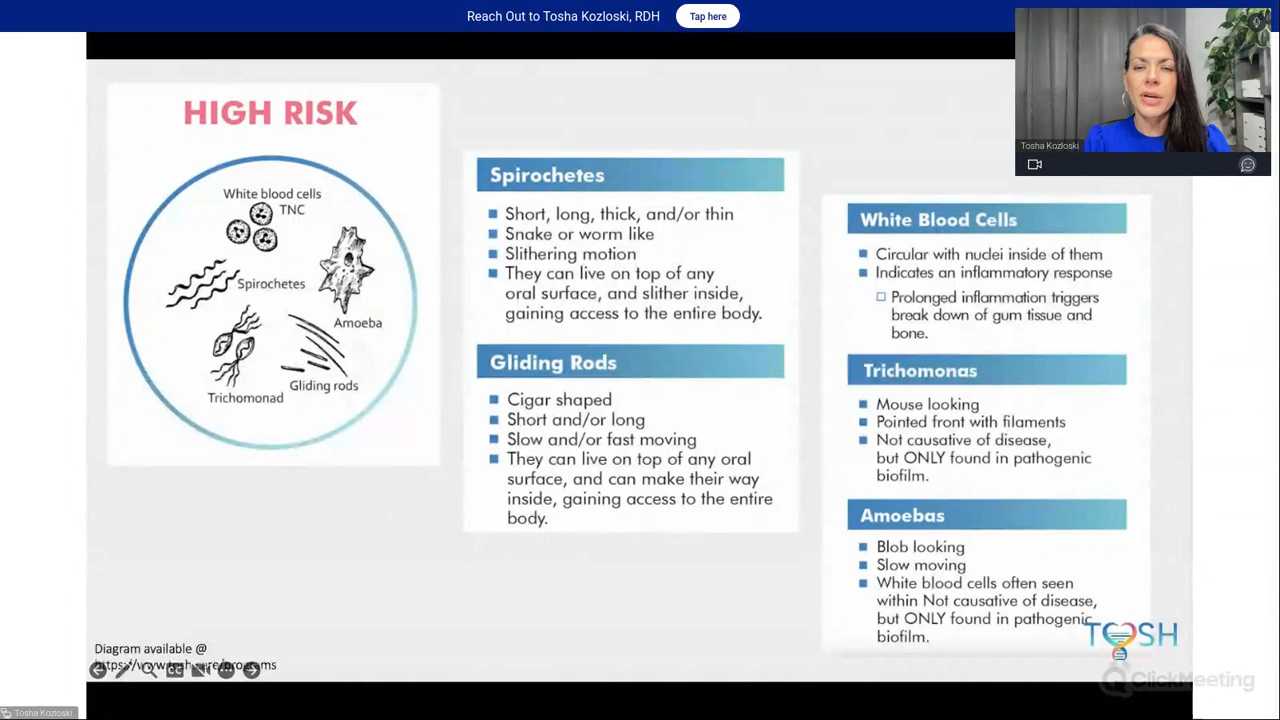 Reach Out to Tosha Kozloski, RDH
Tap here
HIGH RISK
White blood cells
TNC
Spirochetes
Amoeba
Gliding rods
Trichomonad
Spirochetes
Short, long, thick, and/or thin
Snake or worm like
Slithering motion
They can live on top of any
oral surface, and slither inside,
gaining access to the entire body.
Gliding Rods
Cigar shaped
Short and/or long
Slow and/or fast moving
They can live on top of any oral
surface, and can make their way
inside, gaining access to the entire
body.
Tosha Kozloski
White Blood Cells
Circular with nuclei inside of them
Indicates an inflammatory response
Prolonged inflammation triggers
break down of gum tissue and
bone.
Trichomonas
Mouse looking
Pointed front with filaments
Not causative of disease,
but ONLY found in pathogenic
biofilm.
Amoebas
Blob looking
Slow moving
White blood cells often seen
within Not causative of disease,
but ONLY found in pathogenic
biofilm.
TOSH
Diagram available @
CC
ClickMeeting
Tosha Kozloski